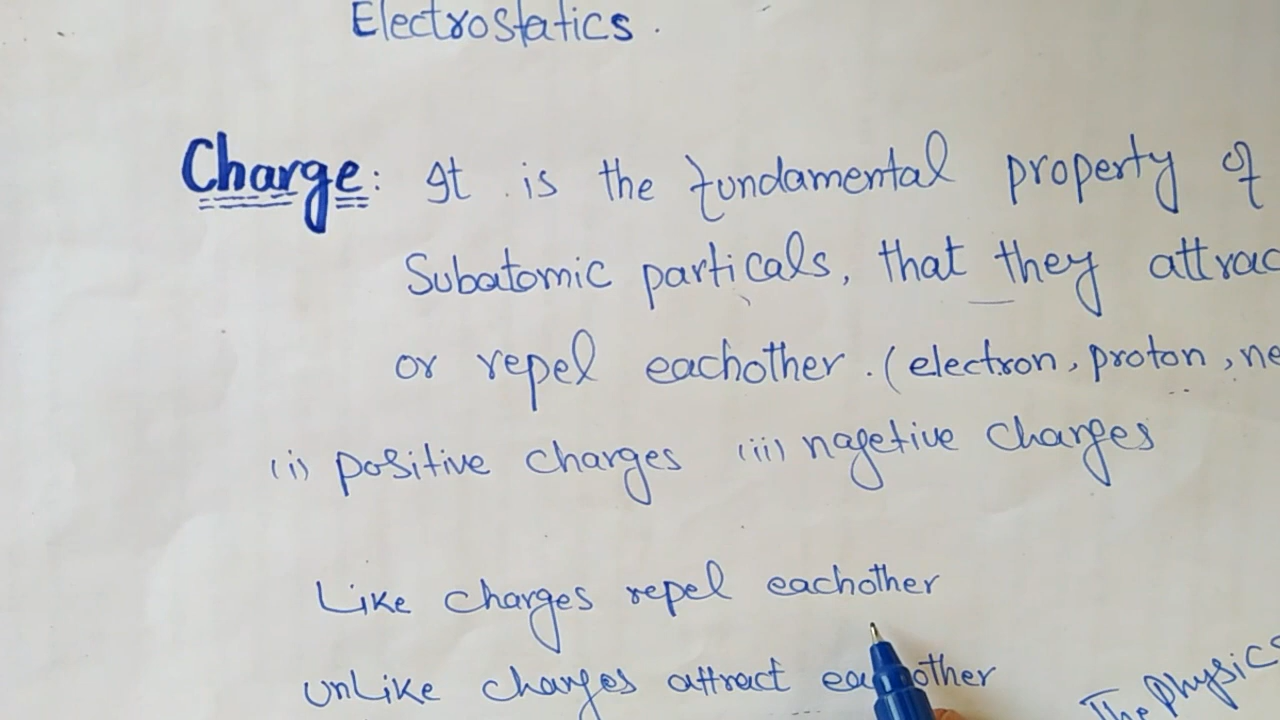 Electrostatics.
Charge: It is the fundamental property of
Subatomic particals, that they attrac
or repel eachother. (electron, proton, ne
(i) positive charges (ii) nagetive charges
Like charges repel eachother
unLike charges attract eachother
The physics